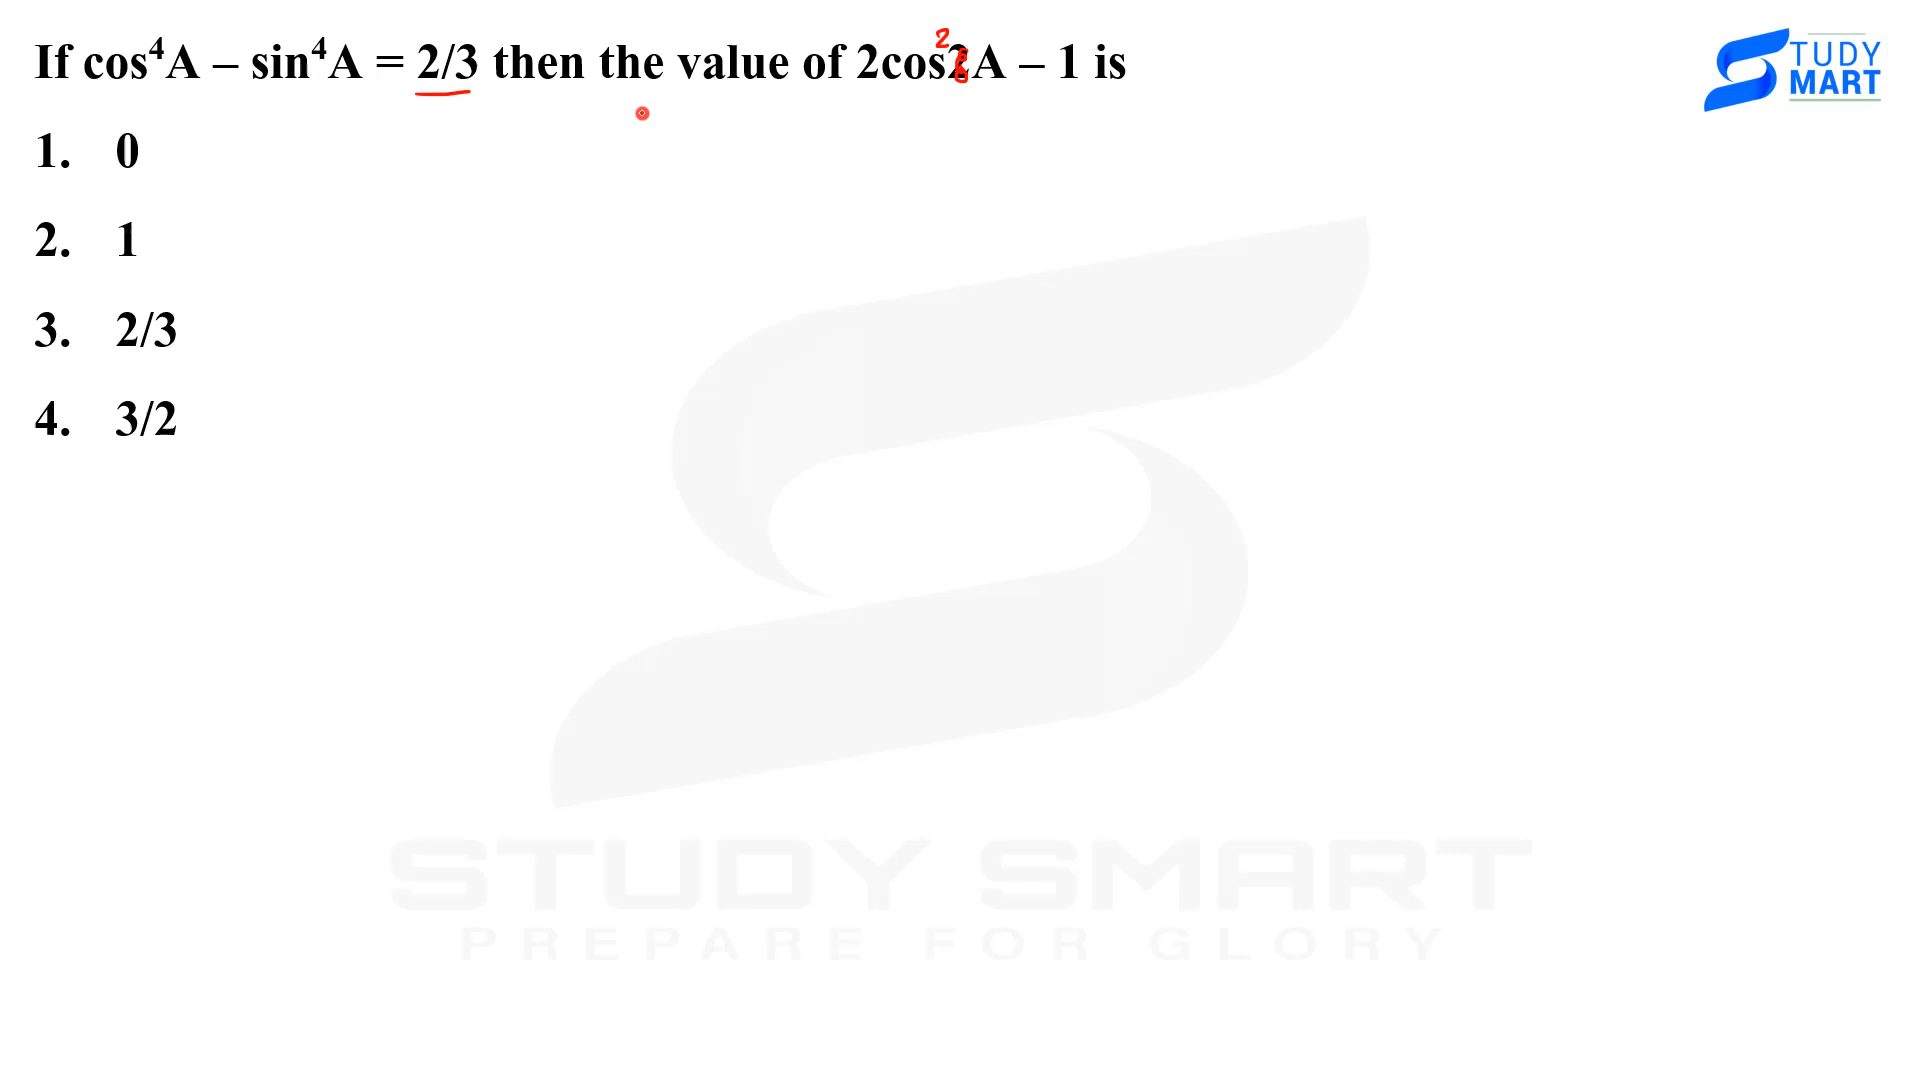 If cos⁴A – sin⁴A = 2/3 then the value of 2cos²A – 1 is
1. 0
2. 1
3. 2/3
4. 3/2
STUDY
MART
STUDY SMART
PREPARE FOR GLORY